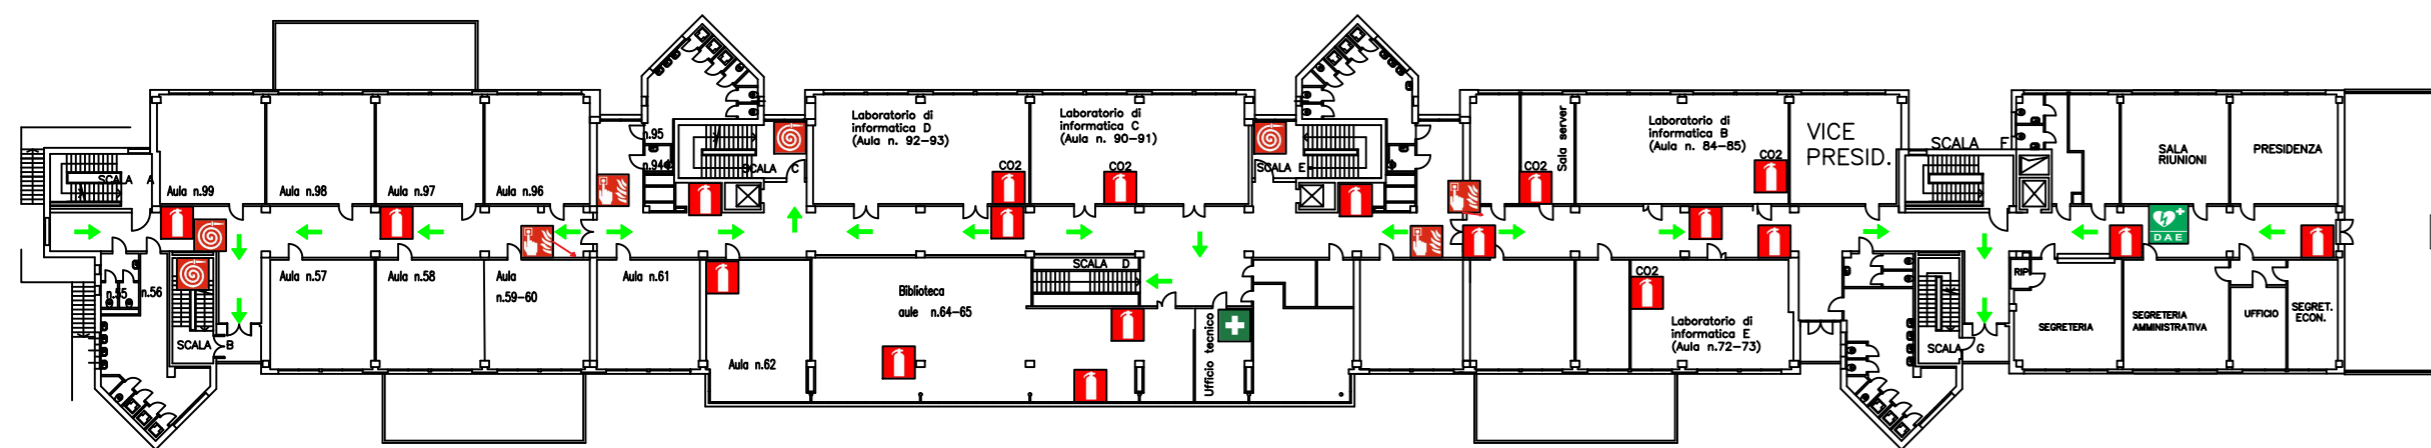 SCALA A
Aula n.99
Aula n.98
Aula n.97
Aula n.96
n.95
n.94
SCALA C
Laboratorio di
informatica D
(Aula n. 92-93)
CO2
Laboratorio di
informatica C
(Aula n. 90-91)
CO2
SCALA E
CO2
Sala server
Laboratorio di
informatica B
(Aula n. 84-85)
CO2
VICE
PRESID.
SCALA F
SALA
RIUNIONI
PRESIDENZA
DAE
n.55
n.56
SCALA B
Aula n.57
Aula n.58
Aula
n.59-60
Aula n.61
Aula n.62
Biblioteca
aule n.64-65
SCALA D
Ufficio tecnico
CO2
Laboratorio di
informatica E
(Aula n.72-73)
SCALA G
RIP
SEGRETERIA
SEGRETERIA
AMMINISTRATIVA
UFFICIO
SEGRET.
ECON.